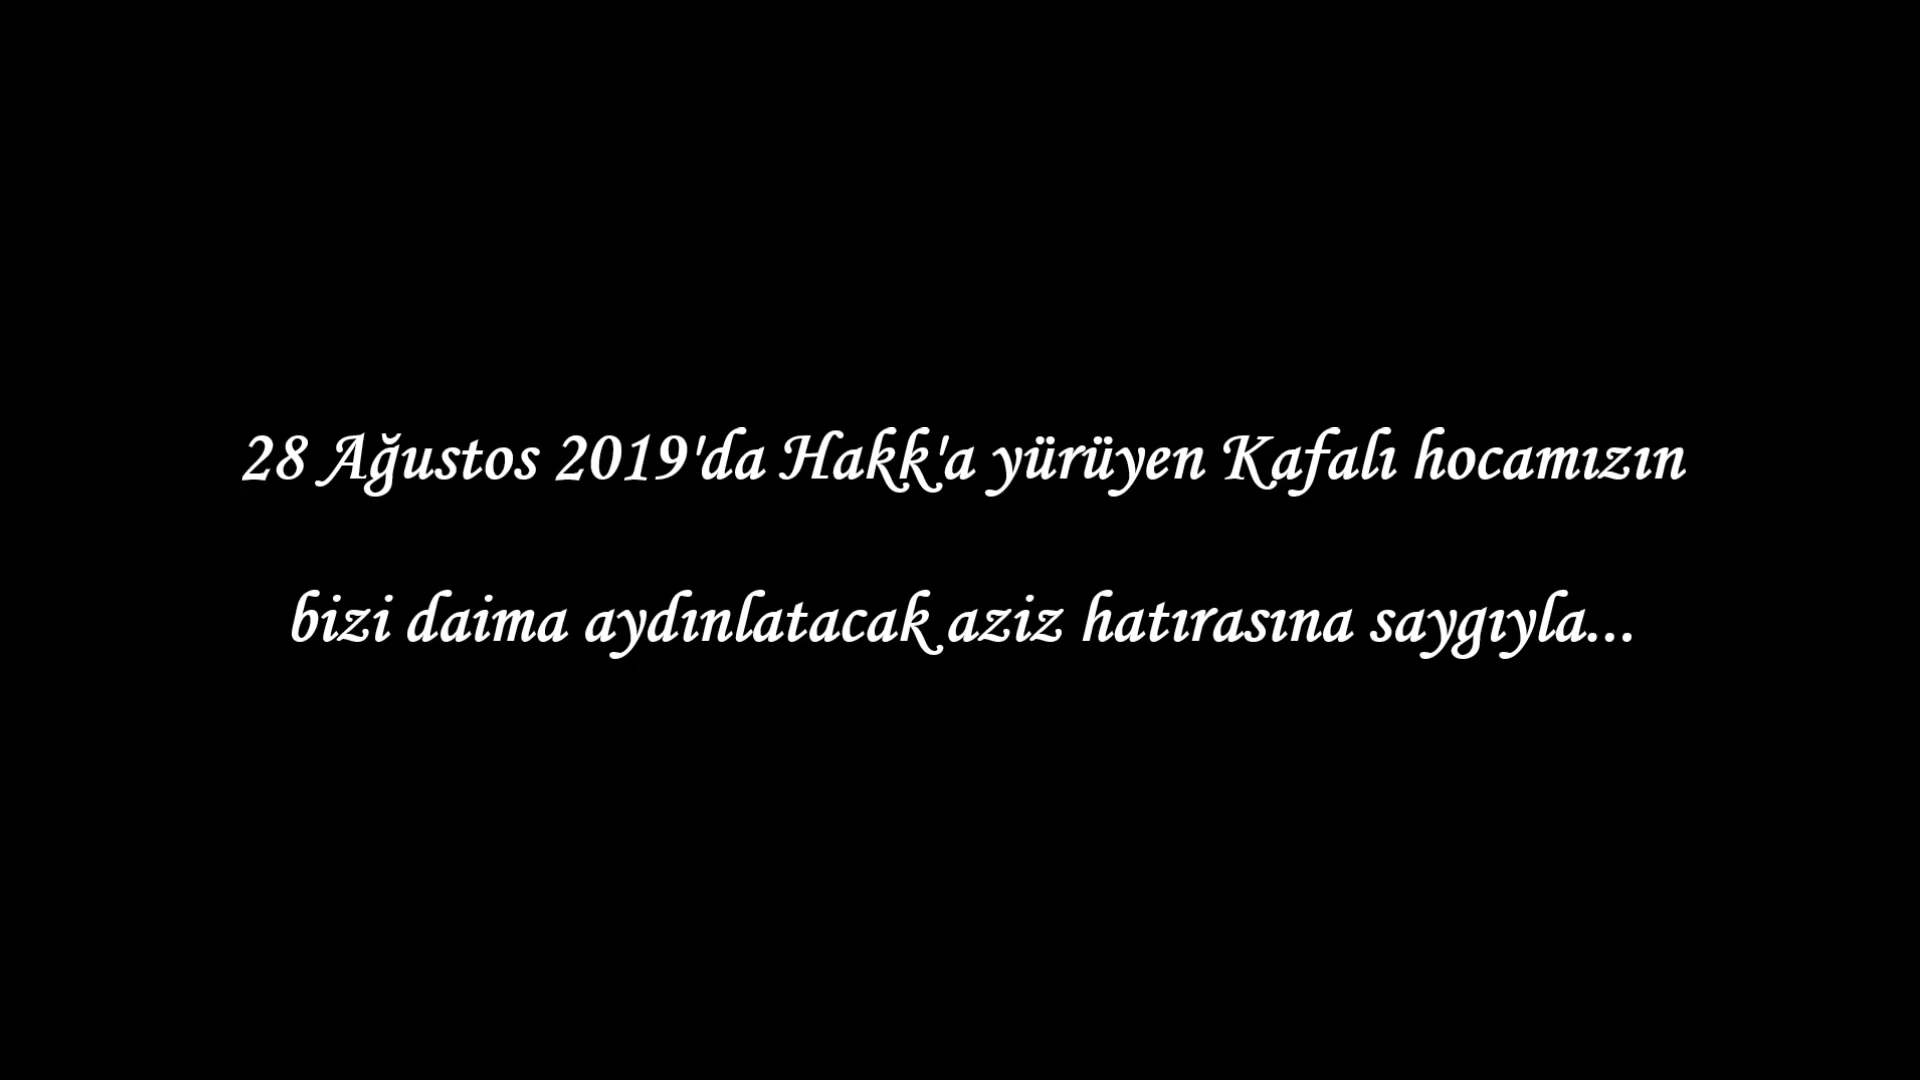 28 Ağustos 2019'da Hakk'a yürüyen Kafalı hocamızın
bizi daima aydınlatacak aziz hatırasına saygıyla...